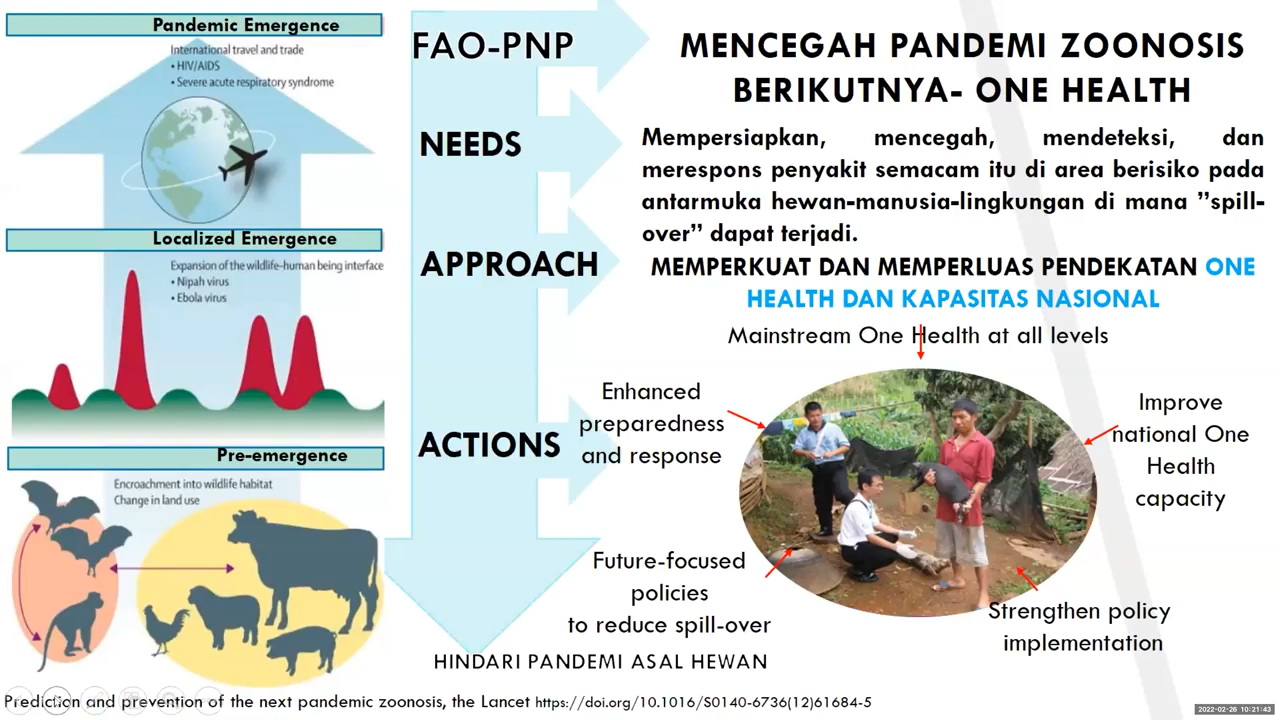 Pandemic Emergence
International travel and trade
• HIV/AIDS
• Severe acute respiratory syndrome
Localized Emergence
Expansion of the wildlife-human being interface
• Nipah virus
• Ebola virus
Pre-emergence
Encroachment into wildlife habitat
Change in land use
FAO-PNP
NEEDS
APPROACH
ACTIONS
HINDARI PANDEMI ASAL HEWAN
MENCEGAH PANDEMI ZOONOSIS
BERIKUTNYA- ONE HEALTH
Mempersiapkan, mencegah, mendeteksi, dan
merespons penyakit semacam itu di area berisiko pada
antarmuka hewan-manusia-lingkungan di mana ”spill-
over” dapat terjadi.
MEMPERKUAT DAN MEMPERLUAS PENDEKATAN ONE
HEALTH DAN KAPASITAS NASIONAL
Mainstream One Health at all levels
Enhanced
preparedness
and response
Improve
national One
Health
capacity
Future-focused
policies
to reduce spill-over
Strengthen policy
implementation
Prediction and prevention of the next pandemic zoonosis, the Lancet https://doi.org/10.1016/S0140-6736(12)61684-5
2022-02-26 10:21:43